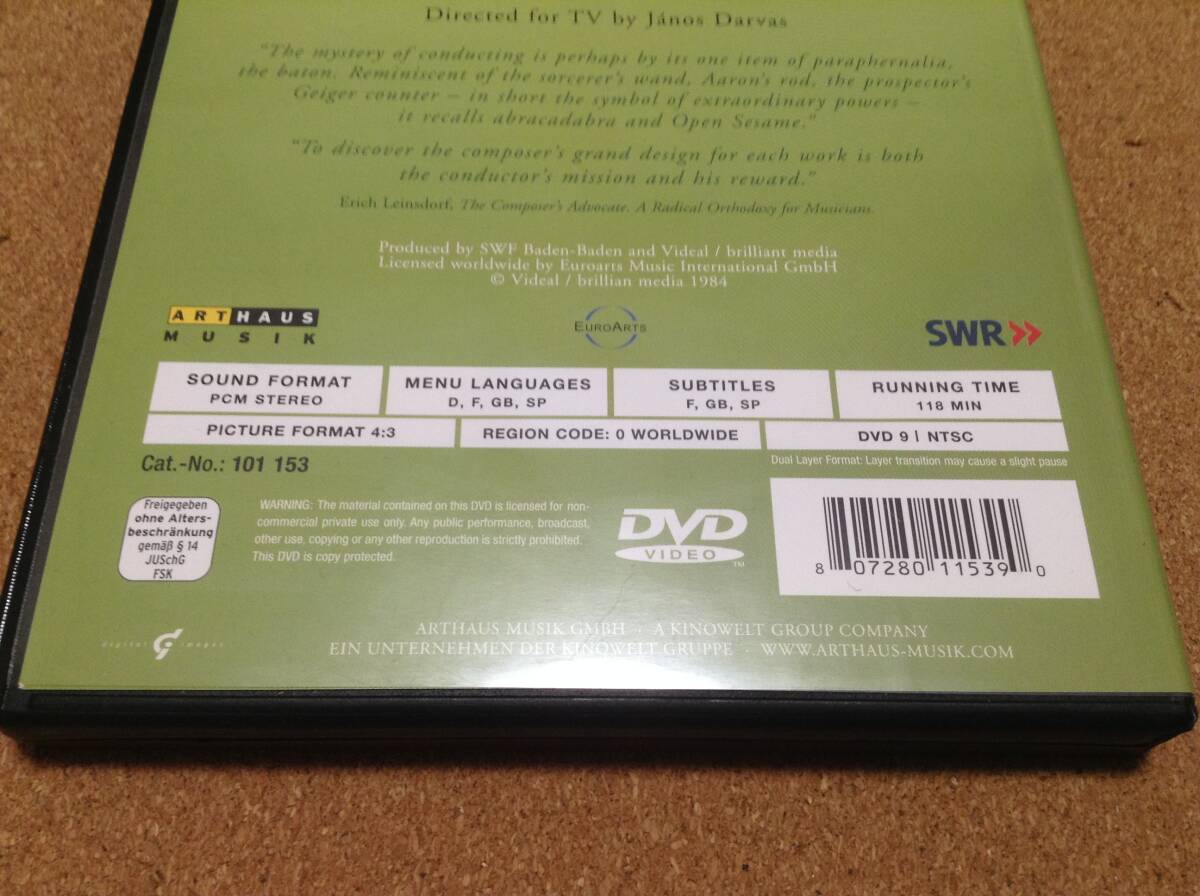 Directed for TV by János Darvas
“The mystery of conducting is perhaps by its one item of paraphernalia,
the baton. Reminiscent of the sorcerer’s wand, Aaron’s rod, the prospector’s
Geiger counter – in short the symbol of extraordinary powers –
it recalls abracadabra and Open Sesame.”
“To discover the composer’s grand design for each work is both
the conductor’s mission and his reward.”
Erich Leinsdorf, The Composer’s Advocate. A Radical Orthodoxy for Musicians.
Produced by SWF Baden-Baden and Videal / brilliant media
Licensed worldwide by Euroarts Music International GmbH
© Videal / brillian media 1984
ARTHAUS
MUSIK
EUROARTS
SWR
SOUND FORMAT
PCM STEREO
MENU LANGUAGES
D, F, GB, SP
SUBTITLES
F, GB, SP
RUNNING TIME
118 MIN
PICTURE FORMAT 4:3
REGION CODE: 0 WORLDWIDE
DVD 9 | NTSC
Cat.-No.: 101 153
Dual Layer Format: Layer transition may cause a slight pause
Freigegeben
ohne Alters-
beschränkung
gemäß § 14
JUSchG
FSK
WARNING: The material contained on this DVD is licensed for non-
commercial private use only. Any public performance, broadcast,
other use, copying or any other reproduction is strictly prohibited.
This DVD is copy protected.
DVD
VIDEO
TM
8 07280 11539 0
digital images
ARTHAUS MUSIK GMBH · A KINOWELT GROUP COMPANY
EIN UNTERNEHMEN DER KINOWELT GRUPPE · WWW.ARTHAUS-MUSIK.COM